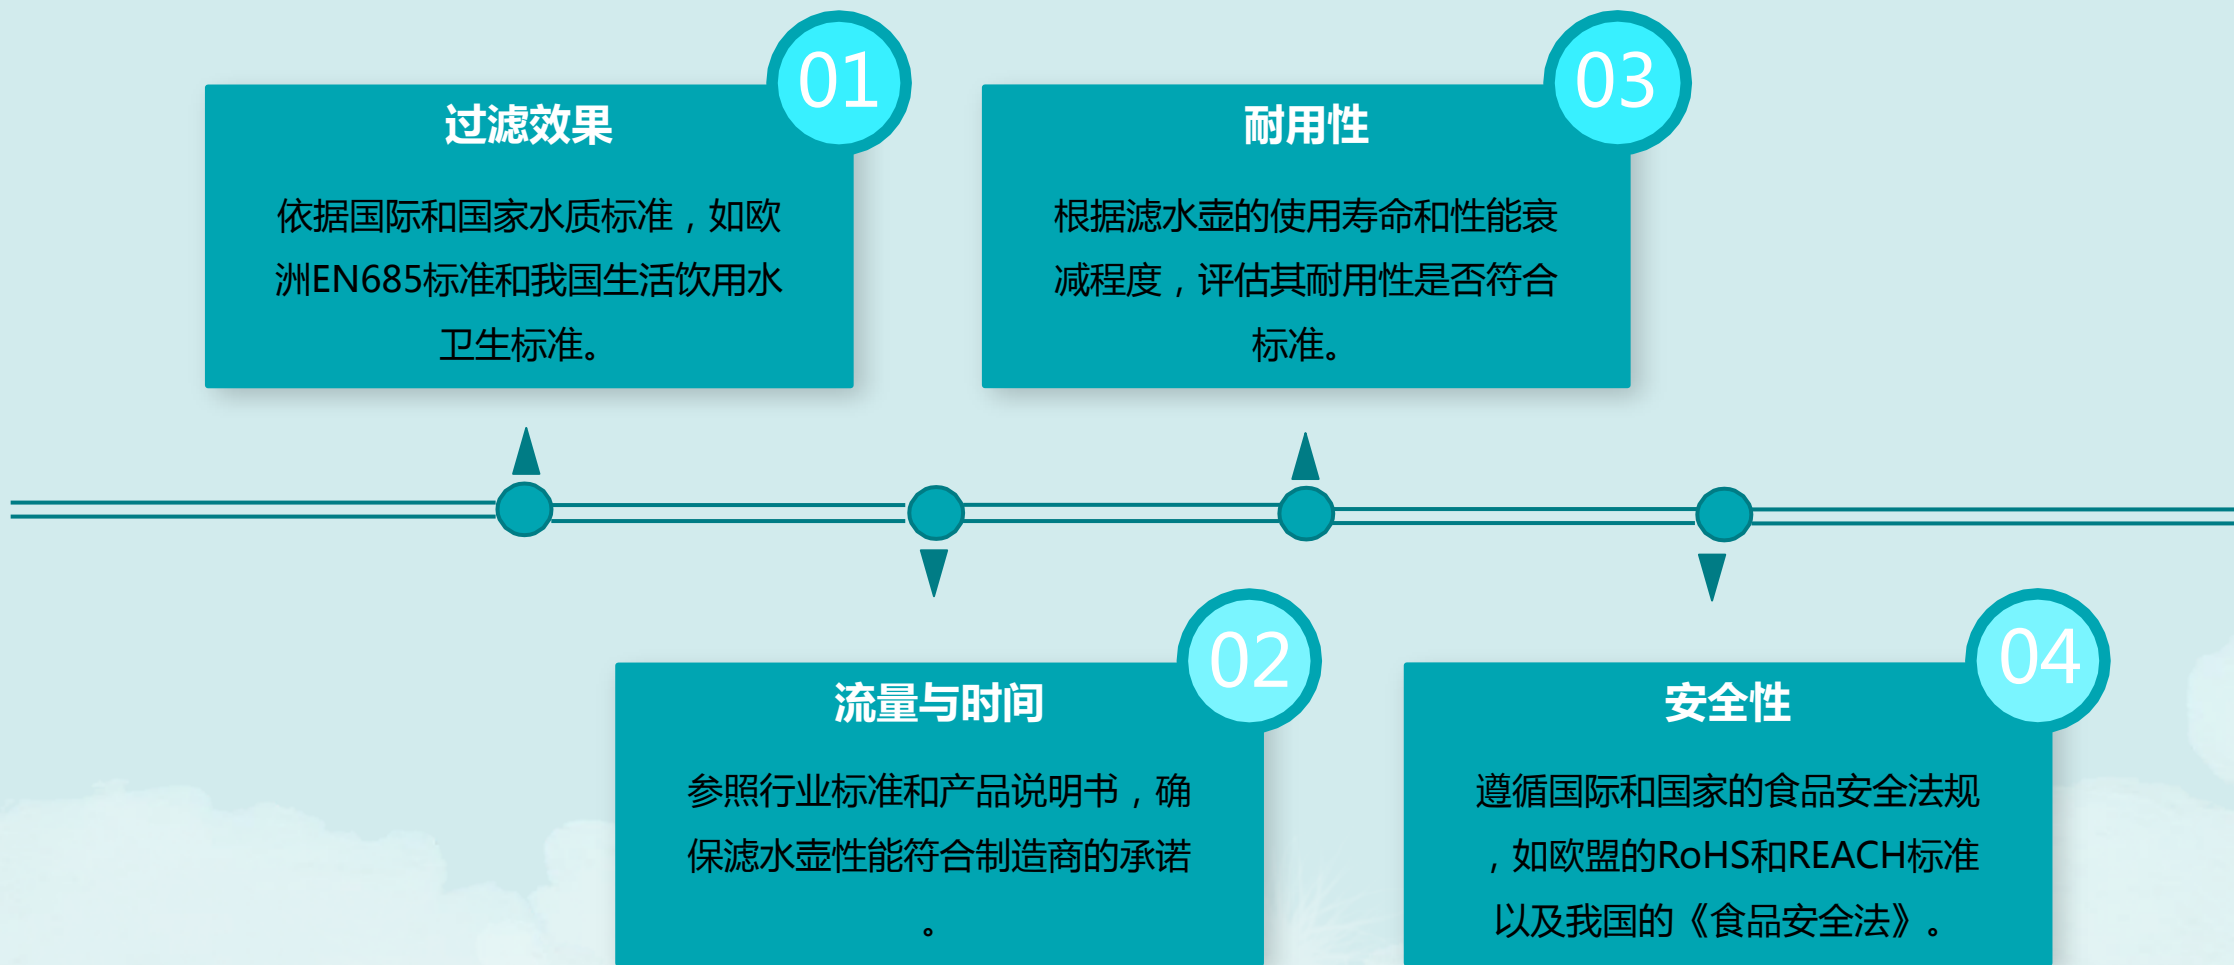 01
过滤效果
依据国际和国家水质标准，如欧
洲EN685标准和我国生活饮用水
卫生标准。
03
耐用性
根据滤水壶的使用寿命和性能衰
减程度，评估其耐用性是否符合
标准。
02
流量与时间
参照行业标准和产品说明书，确
保滤水壶性能符合制造商的承诺
。
04
安全性
遵循国际和国家的食品安全法规
，如欧盟的RoHS和REACH标准
以及我国的《食品安全法》。